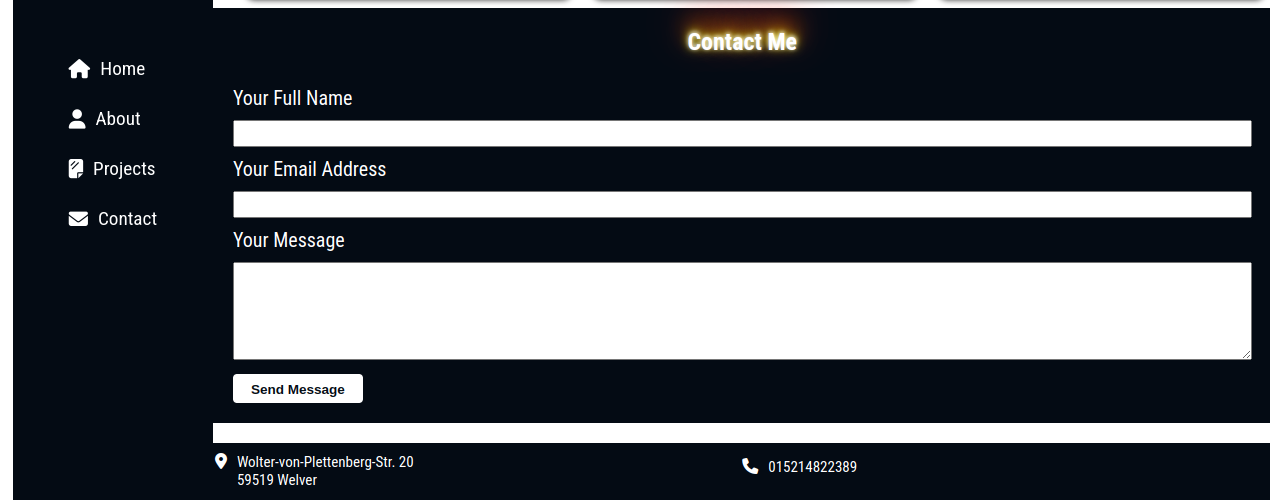 Contact Me
Home
About
Projects
Contact
Your Full Name
Your Email Address
Your Message
Send Message
Wolter-von-Plettenberg-Str. 20
59519 Welver
015214822389